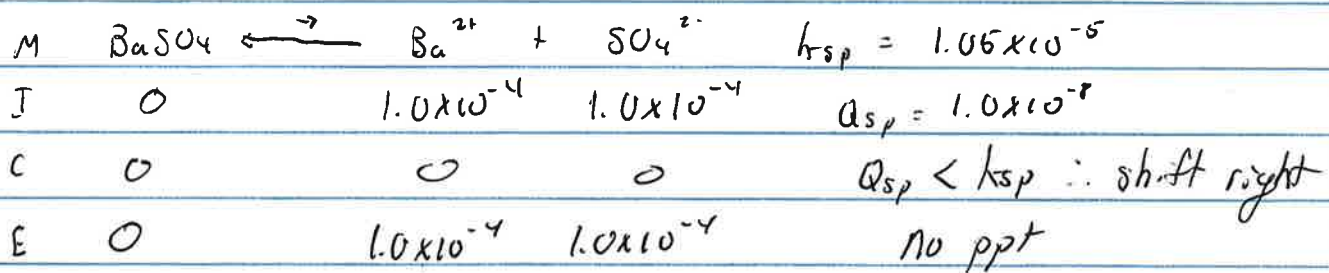 M BaSO₄ ⇄ Ba²⁺ + SO₄²⁻ ksp = 1.05x10⁻⁵
I 0 1.0x10⁻⁴ 1.0x10⁻⁴ Qsp = 1.0x10⁻⁸
C 0 0 0 Qsp < ksp ∴ shift right
E 0 1.0x10⁻⁴ 1.0x10⁻⁴ no ppt